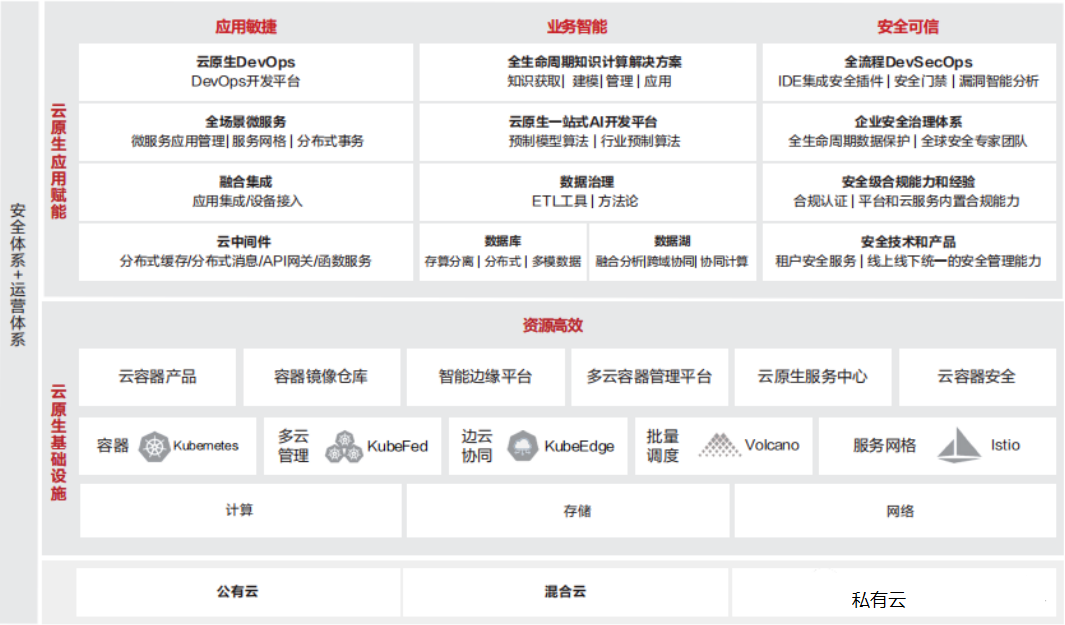 安全体系+运营体系
云原生应用赋能
应用敏捷
业务智能
安全可信
云原生DevOps
DevOps开发平台
全生命周期知识计算解决方案
知识获取| 建模| 管理 | 应用
全流程DevSecOps
IDE集成安全插件 | 安全门禁 | 漏洞智能分析
全场景微服务
微服务应用管理| 服务网格 | 分布式事务
云原生一站式AI开发平台
预制模型算法 | 行业预制算法
企业安全治理体系
全生命周期数据保护 | 全球安全专家团队
融合集成
应用集成/设备接入
数据治理
ETL工具 | 方法论
安全级合规能力和经验
合规认证 | 平台和云服务内置合规能力
云中间件
分布式缓存/分布式消息/API网关/函数服务
数据库
存算分离 | 分布式 | 多模数据
数据湖
融合分析|跨域协同| 协同计算
安全技术和产品
租户安全服务 | 线上线下统一的安全管理能力
云原生基础设施
资源高效
云容器产品
容器镜像仓库
智能边缘平台
多云容器管理平台
云原生服务中心
云容器安全
容器
Kubernetes
多云
管理
KubeFed
边云
协同
KubeEdge
批量
调度
Volcano
服务网格
Istio
计算
存储
网络
公有云
混合云
私有云